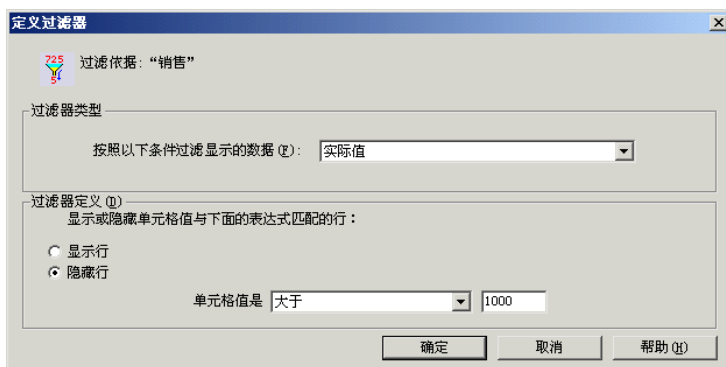 定义过滤器
725
5
过滤依据：“销售”
过滤器类型
按照以下条件过滤显示的数据(F)： 实际值
过滤器定义(D)
显示或隐藏单元格值与下面的表达式匹配的行：
显示行
隐藏行
单元格值是 大于 1000
确定 取消 帮助(H)